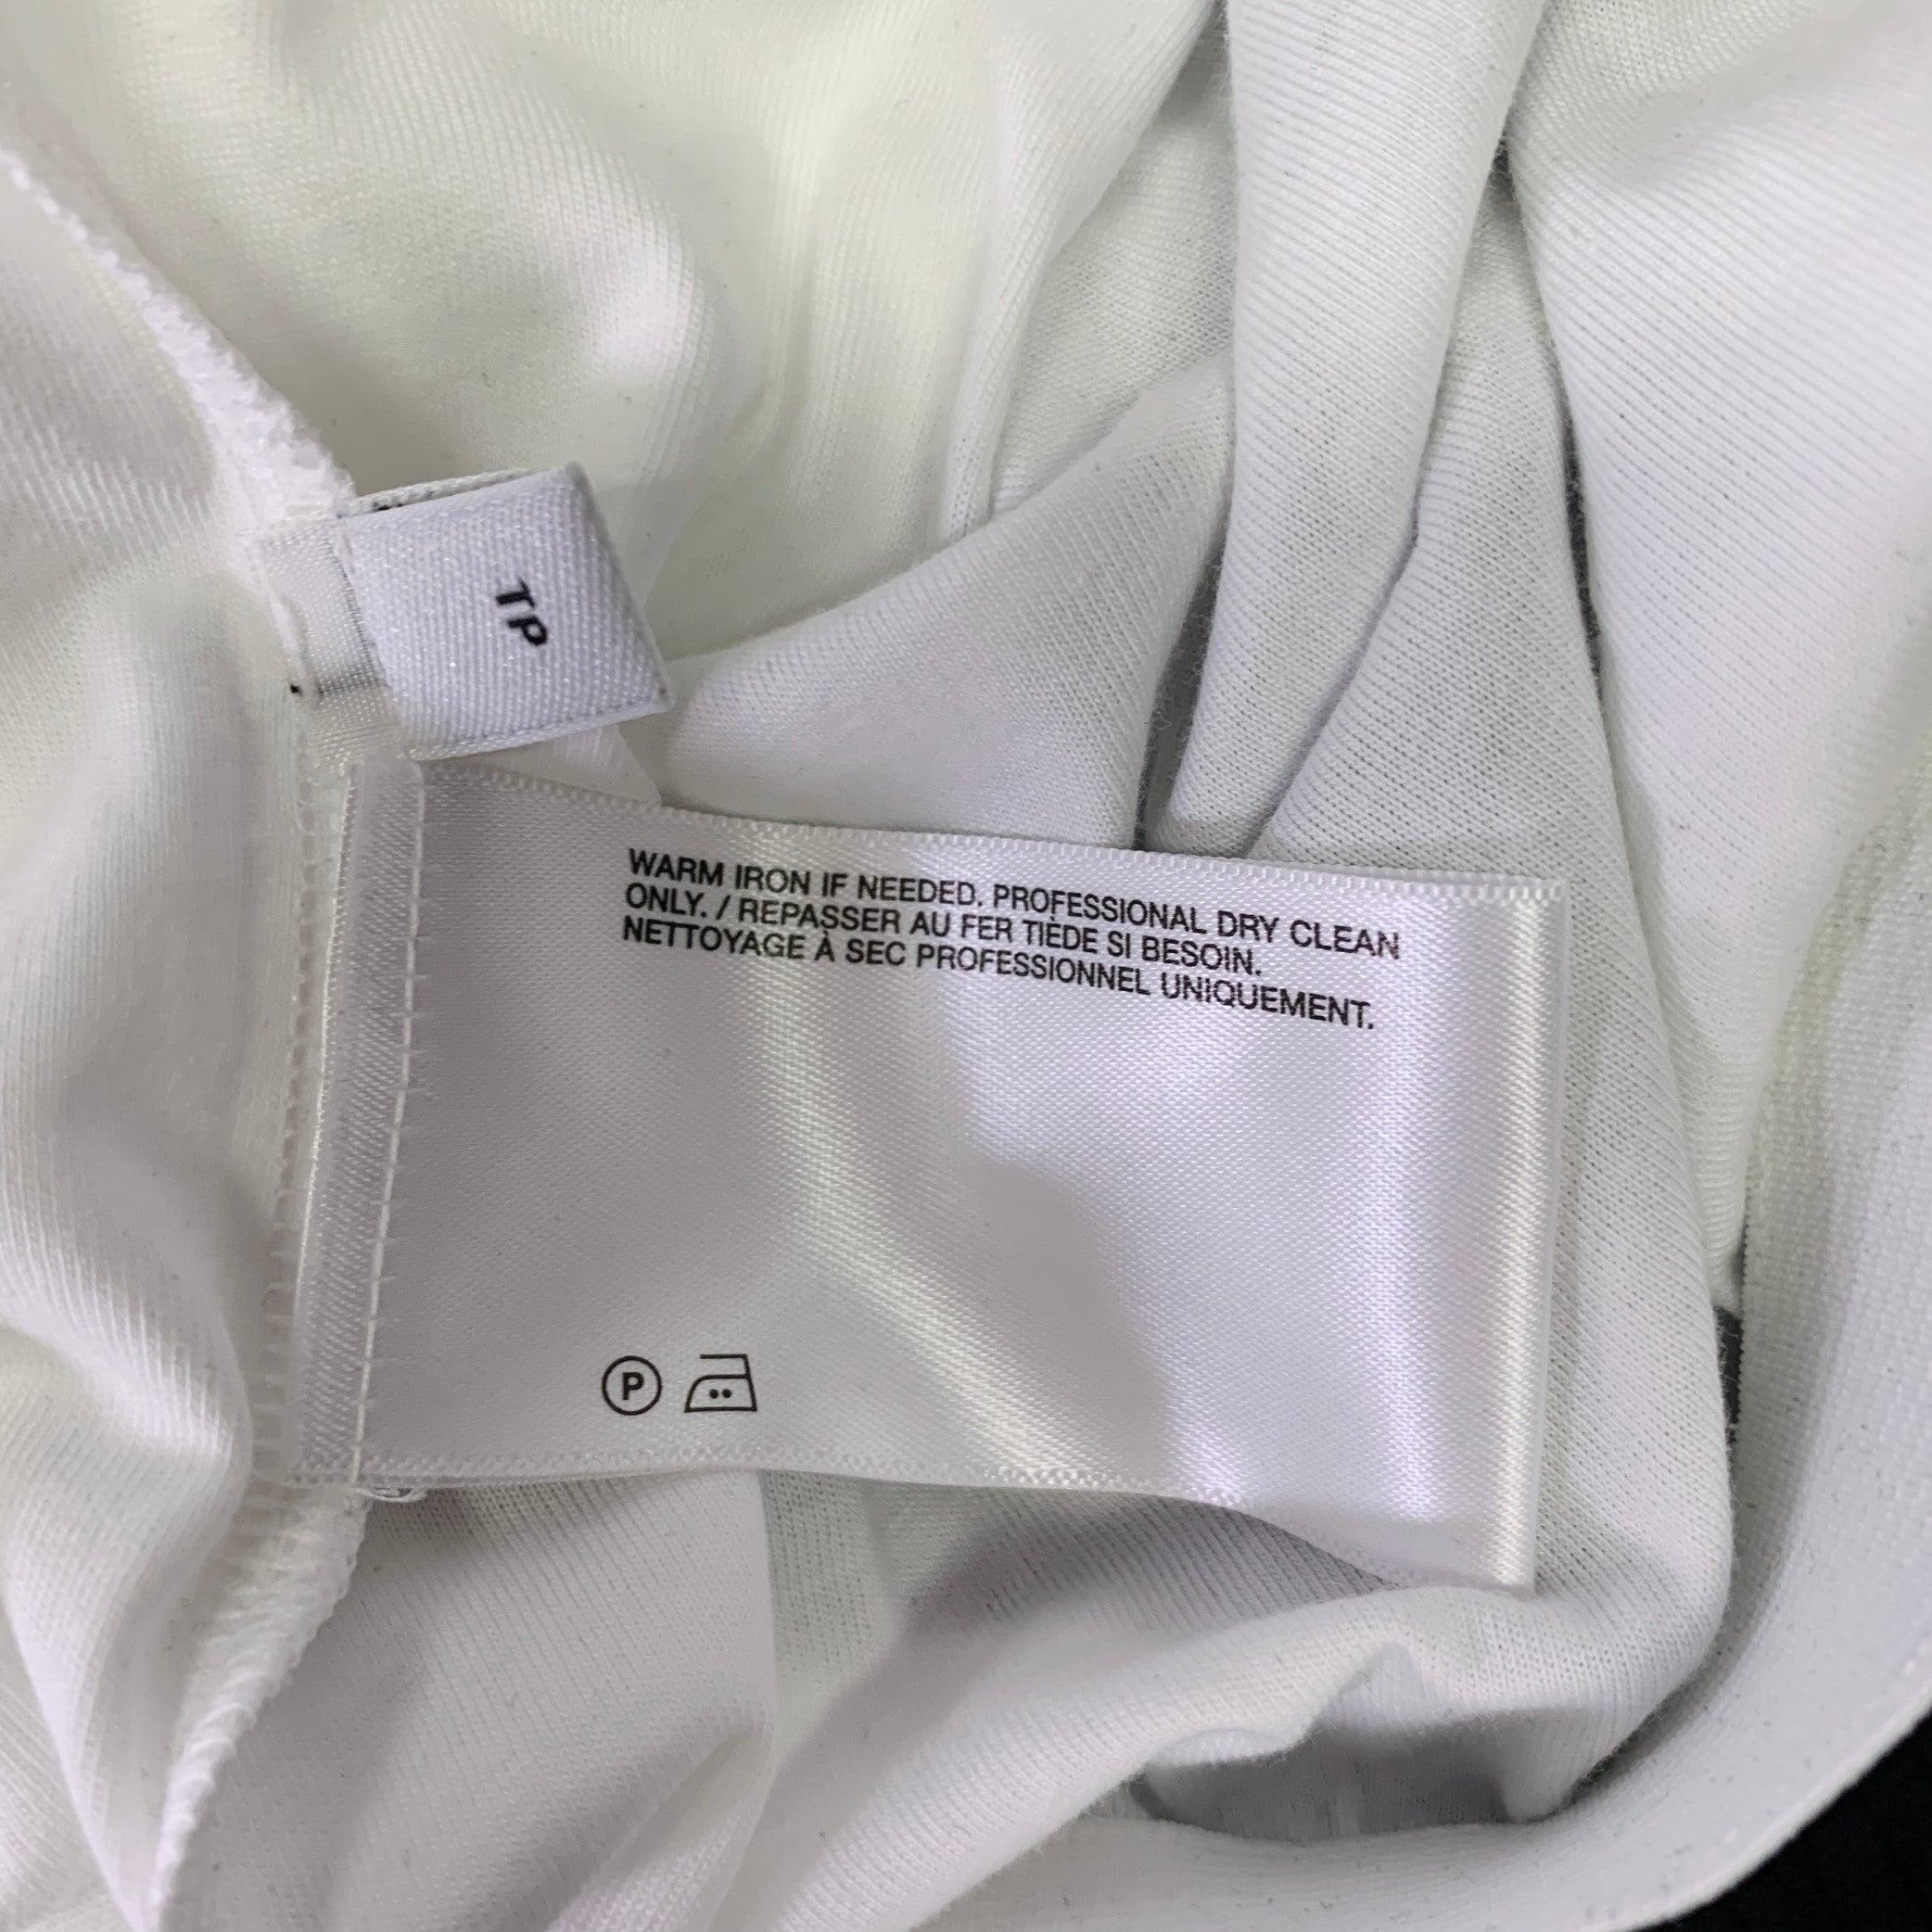 TP
WARM IRON IF NEEDED. PROFESSIONAL DRY CLEAN
ONLY. / REPASSER AU FER TIÈDE SI BESOIN.
NETTOYAGE À SEC PROFESSIONNEL UNIQUEMENT.
P